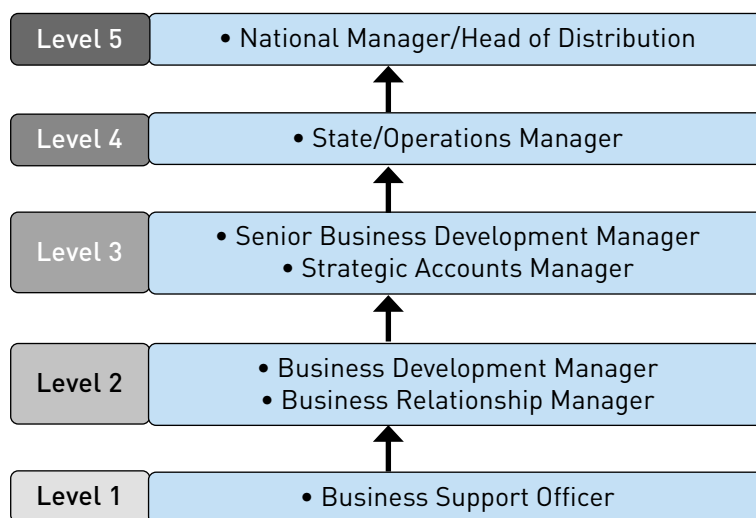 Level 5
• National Manager/Head of Distribution
Level 4
• State/Operations Manager
Level 3
• Senior Business Development Manager
• Strategic Accounts Manager
Level 2
• Business Development Manager
• Business Relationship Manager
Level 1
• Business Support Officer